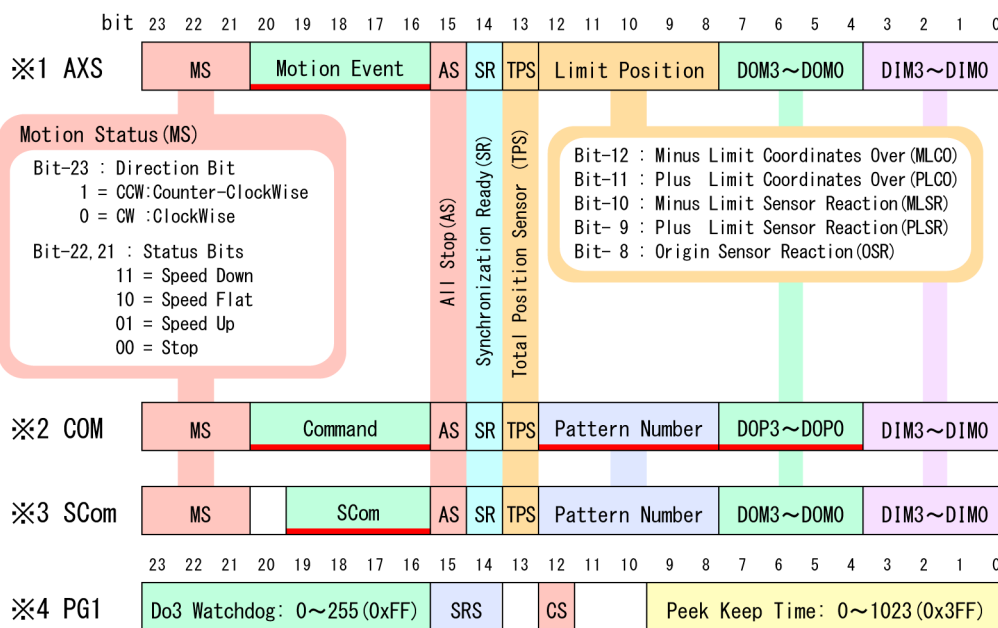 bit 23 22 21 20 19 18 17 16 15 14 13 12 11 10 9 8 7 6 5 4 3 2 1 0
※1 AXS MS Motion Event AS SR TPS Limit Position DOM3～DOM0 DIM3～DIM0
Motion Status(MS)
Bit-23 : Direction Bit
1 = CCW:Counter-ClockWise
0 = CW :ClockWise
Bit-22,21 : Status Bits
11 = Speed Down
10 = Speed Flat
01 = Speed Up
00 = Stop
All Stop(AS)
Synchronization Ready(SR)
Total Position Sensor (TPS)
Bit-12 : Minus Limit Coordinates Over(MLCO)
Bit-11 : Plus Limit Coordinates Over(PLCO)
Bit-10 : Minus Limit Sensor Reaction(MLSR)
Bit- 9 : Plus Limit Sensor Reaction(PLSR)
Bit- 8 : Origin Sensor Reaction(OSR)
※2 COM MS Command AS SR TPS Pattern Number DOP3～DOP0 DIM3～DIM0
※3 SCom MS SCom AS SR TPS Pattern Number DOM3～DOM0 DIM3～DIM0
23 22 21 20 19 18 17 16 15 14 13 12 11 10 9 8 7 6 5 4 3 2 1 0
※4 PG1 Do3 Watchdog: 0～255(0xFF) SRS CS Peek Keep Time: 0～1023(0x3FF)